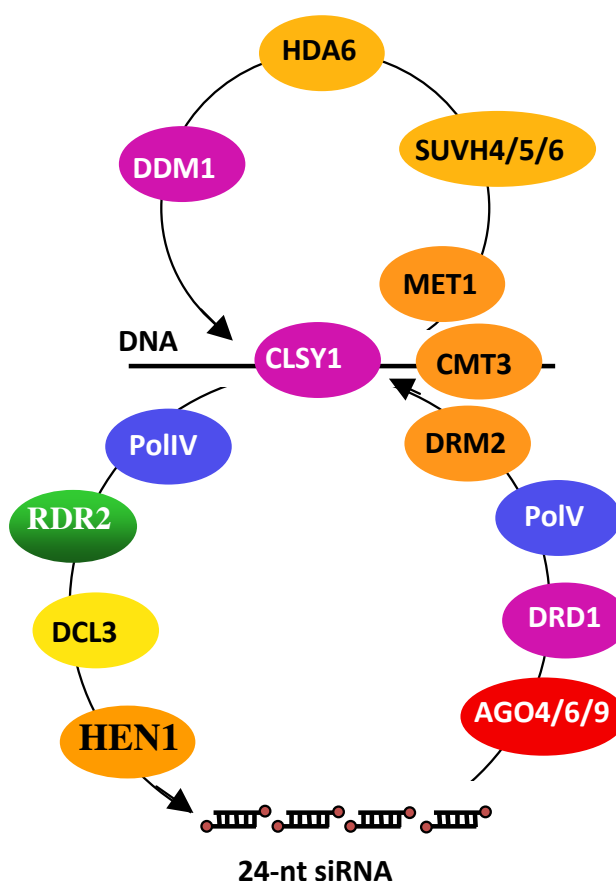 HDA6
SUVH4/5/6
DDM1
MET1
DNA
CLSY1
CMT3
DRM2
PolIV
PolV
RDR2
DRD1
DCL3
AGO4/6/9
HEN1
24-nt siRNA